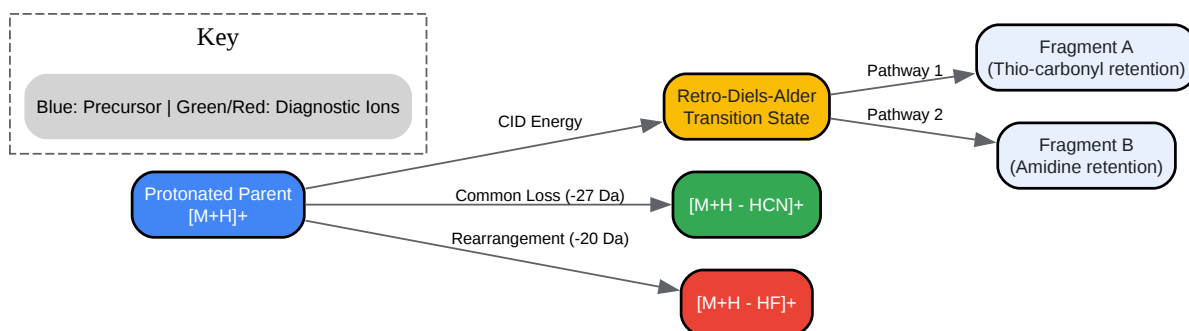 Key
Blue: Precursor | Green/Red: Diagnostic Ions
Protonated Parent
[M+H]+
CID Energy
Common Loss (-27 Da)
Rearrangement (-20 Da)
Retro-Diels-Alder
Transition State
[M+H - HCN]+
[M+H - HF]+
Pathway 1
Pathway 2
Fragment A
(Thio-carbonyl retention)
Fragment B
(Amidine retention)